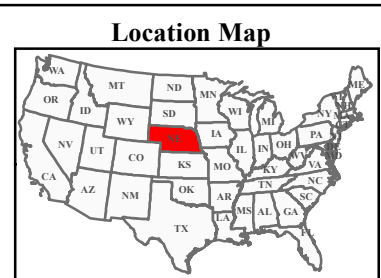 Location Map
WA
MT
ND
MN
ME
OR
ID
SD
WI
MI
NY
WY
NE
IA
PA
NV
UT
CO
IL
IN
OH
KS
MO
WV
VA
MD
KY
CA
NC
TN
AZ
NM
OK
AR
SC
MS
AL
GA
TX
LA
FL